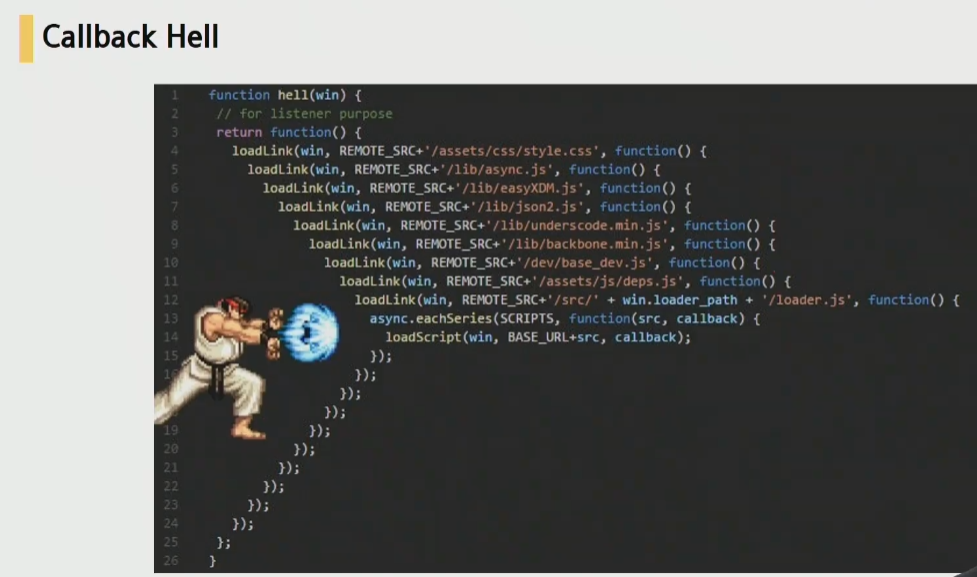 Callback Hell
1 function hell(win) {
2 // for listener purpose
3 return function() {
4 loadLink(win, REMOTE_SRC+'/assets/css/style.css', function() {
5 loadLink(win, REMOTE_SRC+'/lib/async.js', function() {
6 loadLink(win, REMOTE_SRC+'/lib/easyXDM.js', function() {
7 loadLink(win, REMOTE_SRC+'/lib/json2.js', function() {
8 loadLink(win, REMOTE_SRC+'/lib/underscode.min.js', function() {
9 loadLink(win, REMOTE_SRC+'/lib/backbone.min.js', function() {
10 loadLink(win, REMOTE_SRC+'/dev/base_dev.js', function() {
11 loadLink(win, REMOTE_SRC+'/assets/js/deps.js', function() {
12 loadLink(win, REMOTE_SRC+'/src/' + win.loader_path + '/loader.js', function() {
13 async.eachSeries(SCRIPTS, function(src, callback) {
14 loadScript(win, BASE_URL+src, callback);
15 });
16 });
});
});
19 });
20 });
21 });
22 });
23 });
24 });
25 };
26 }